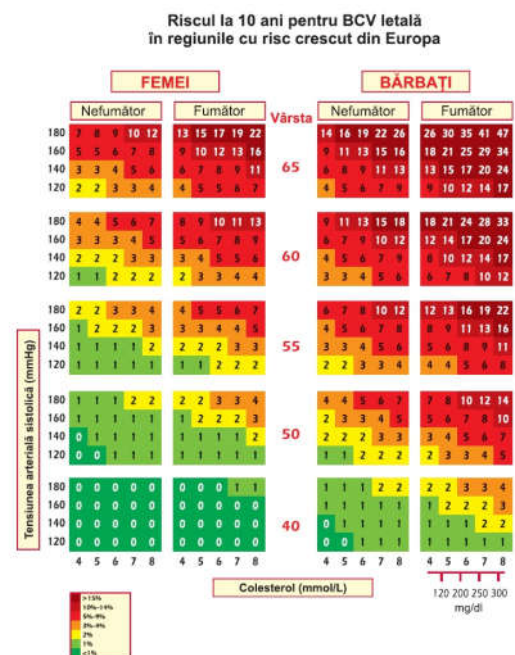 Riscul la 10 ani pentru BCV letală
în regiunile cu risc crescut din Europa
FEMEI BĂRBAȚI
Nefumător Fumător Vârsta Nefumător Fumător
180 7 8 9 10 12 13 15 17 19 22 14 16 19 22 26 26 30 35 41 47
160 5 5 6 7 8 9 10 12 13 16 9 11 13 15 16 18 21 25 29 34
140 3 3 4 5 6 6 7 8 9 11 65 6 8 9 11 13 13 15 17 20 24
120 2 2 3 3 4 4 5 5 6 7 4 5 6 7 9 9 10 12 14 17
180 4 4 5 6 7 8 9 10 11 13 9 11 13 15 18 18 21 24 28 33
160 3 3 3 4 5 5 6 7 8 9 6 7 9 10 12 12 14 17 20 24
140 2 2 2 3 3 3 4 5 5 6 60 4 5 6 7 9 8 10 12 14 17
120 1 1 2 2 2 2 3 3 4 4 3 3 4 5 6 6 7 8 10 12
180 2 2 3 3 4 4 5 5 6 7 6 7 8 10 12 12 13 16 19 22
160 1 2 2 2 3 3 3 4 4 5 4 5 6 7 8 8 9 11 13 16
140 1 1 1 1 2 2 2 2 3 3 55 3 3 4 5 6 5 6 8 9 11
120 1 1 1 1 1 1 1 2 2 2 2 2 3 3 4 4 4 5 6 8
180 1 1 1 2 2 2 2 3 3 4 4 4 5 6 7 7 8 10 12 14
160 1 1 1 1 1 1 2 2 2 3 2 3 3 4 5 5 6 7 8 10
140 0 1 1 1 1 1 1 1 1 2 50 2 2 2 3 3 3 4 5 6 7
120 0 0 1 1 1 1 1 1 1 1 1 1 2 2 3 2 3 3 4 5
180 0 0 0 0 0 0 0 0 1 1 1 1 1 2 2 2 2 3 3 4
160 0 0 0 0 0 0 0 0 0 0 1 1 1 1 1 1 2 2 2 3
140 0 0 0 0 0 0 0 0 0 0 40 0 1 1 1 1 1 1 1 2 2
120 0 0 0 0 0 0 0 0 0 0 0 0 1 1 1 1 1 1 1 1
4 5 6 7 8 4 5 6 7 8 4 5 6 7 8 4 5 6 7 8
Tensiunea arterială sistolică (mmHg)
Colesterol (mmol/L)
120 200 250 300
mg/dl
>15%
10%-14%
5%-9%
3%-4%
2%
1%
<1%